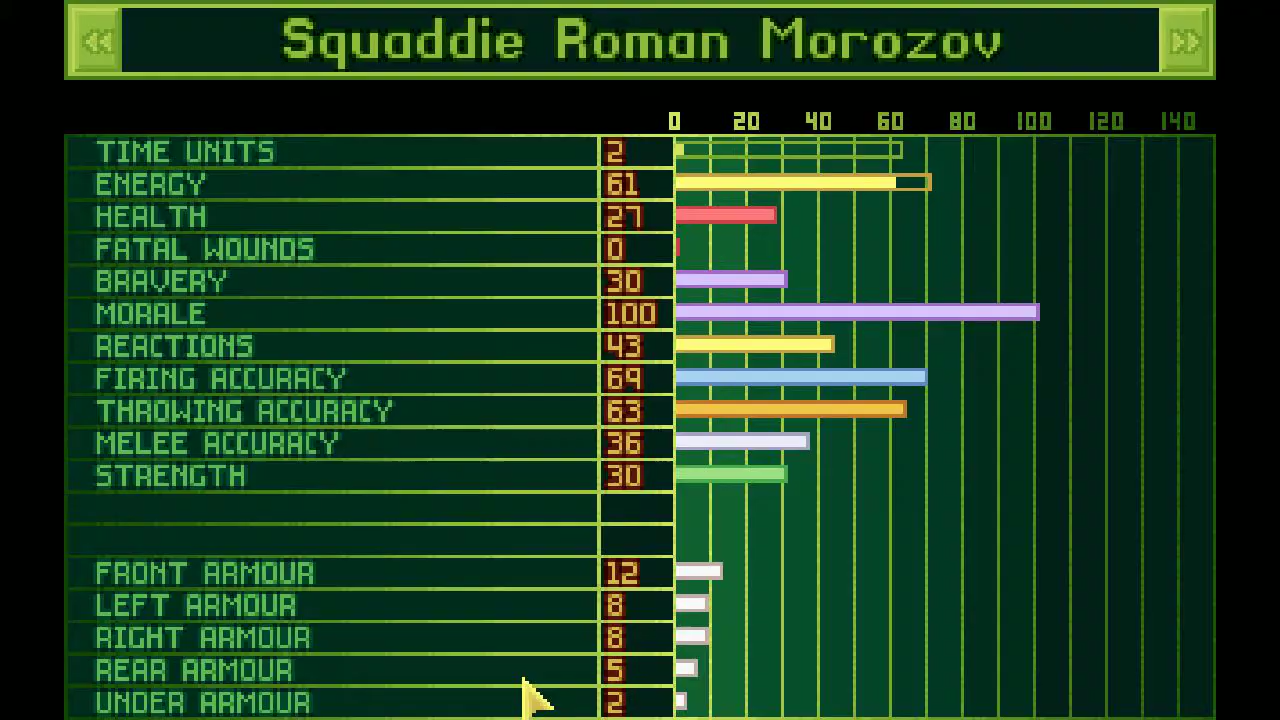 Squaddie Roman Morozov
0 20 40 60 80 100 120 140
TIME UNITS 2
ENERGY 61
HEALTH 27
FATAL WOUNDS 0
BRAVERY 30
MORALE 100
REACTIONS 43
FIRING ACCURACY 69
THROWING ACCURACY 63
MELEE ACCURACY 36
STRENGTH 30
FRONT ARMOUR 12
LEFT ARMOUR 8
RIGHT ARMOUR 8
REAR ARMOUR 5
UNDER ARMOUR 2